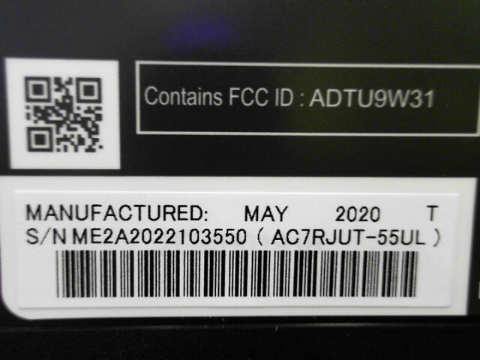 Contains FCC ID : ADTU9W31
MANUFACTURED: MAY 2020 T
S/N ME2A2022103550 ( AC7RJUT-55UL )